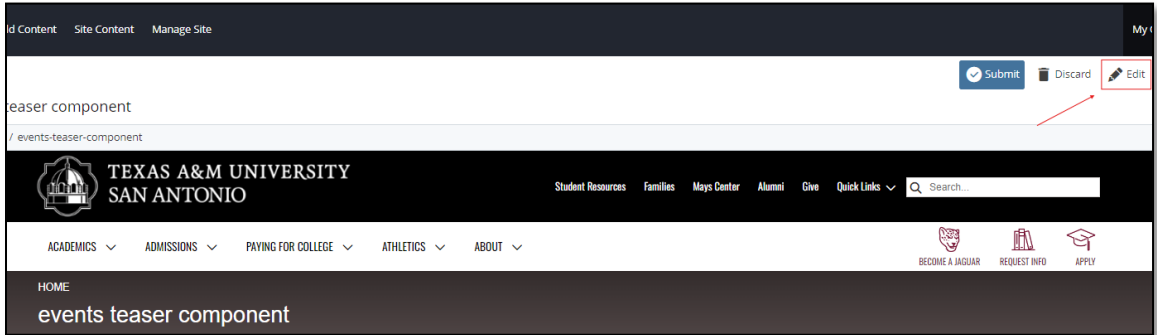 ld Content Site Content Manage Site My
Submit Discard Edit
teaser component
/ events-teaser-component
TEXAS A&M UNIVERSITY
SAN ANTONIO
Student Resources Families Mays Center Alumni Give Quick Links Search...
ACADEMICS ADMISSIONS PAYING FOR COLLEGE ATHLETICS ABOUT
BECOME A JAGUAR REQUEST INFO APPLY
HOME
events teaser component